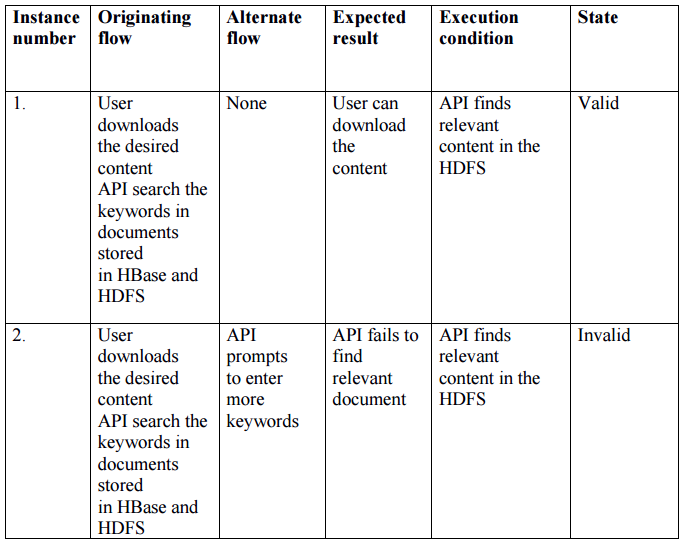 Instance number
Originating flow
Alternate flow
Expected result
Execution condition
State
1.
User
downloads
the desired
content
API search the
keywords in
documents
stored
in HBase and
HDFS
None
User can
download
the
content
API finds
relevant
content in the
HDFS
Valid
2.
User
downloads
the desired
content
API search the
keywords in
documents
stored
in HBase and
HDFS
API
prompts
to enter
more
keywords
API fails to
find
relevant
document
API finds
relevant
content in the
HDFS
Invalid